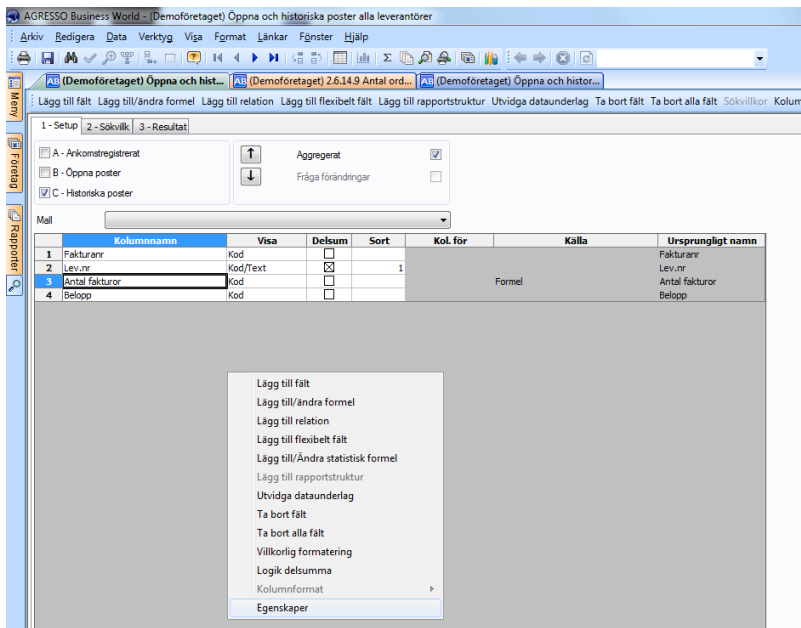 AGRESSO Business World - (Demoföretaget) Öppna och historiska poster alla leverantörer
Arkiv Redigera Data Verktyg Visa Format Länkar Fönster Hjälp
(Demoföretaget) Öppna och hist... (Demoföretaget) 2.6.14.9 Antal ord... (Demoföretaget) Öppna och histor...
Lägg till fält Lägg till/ändra formel Lägg till relation Lägg till flexibelt fält Lägg till rapportstruktur Utvidga dataunderlag Ta bort fält Ta bort alla fält Sökvillkor Kolum
Meny
Företag
Rapporter
1 - Setup 2 - Sökvillk 3 - Resultat
A - Ankomstregistrerat Aggregerat
B - Öppna poster Fråga förändringar
C - Historiska poster
Mall
Kolumnnamn Visa Delsum Sort Kol. för Källa Ursprungligt namn
1 Fakturanr Kod Fakturanr
2 Lev.nr Kod/Text 1 Lev.nr
3 Antal fakturor Kod Formel Antal fakturor
4 Belopp Kod Belopp
Lägg till fält
Lägg till/ändra formel
Lägg till relation
Lägg till flexibelt fält
Lägg till/Ändra statistisk formel
Lägg till rapportstruktur
Utvidga dataunderlag
Ta bort fält
Ta bort alla fält
Villkorlig formatering
Logik delsumma
Kolumnformat
Egenskaper